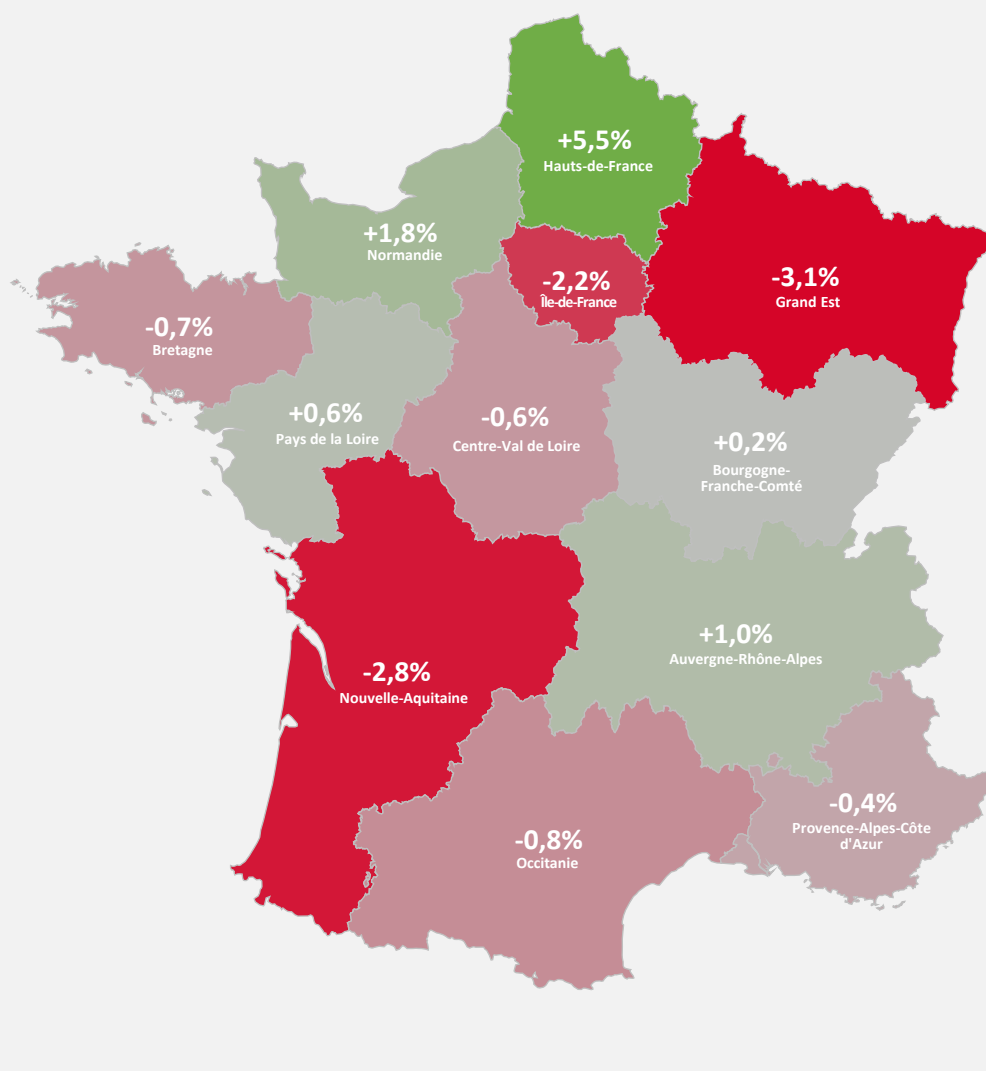 +5,5%
Hauts-de-France
+1,8%
Normandie
-2,2%
Île-de-France
-3,1%
Grand Est
-0,7%
Bretagne
+0,6%
Pays de la Loire
-0,6%
Centre-Val de Loire
+0,2%
Bourgogne-
Franche-Comté
+1,0%
Auvergne-Rhône-Alpes
-2,8%
Nouvelle-Aquitaine
-0,8%
Occitanie
-0,4%
Provence-Alpes-Côte
d'Azur